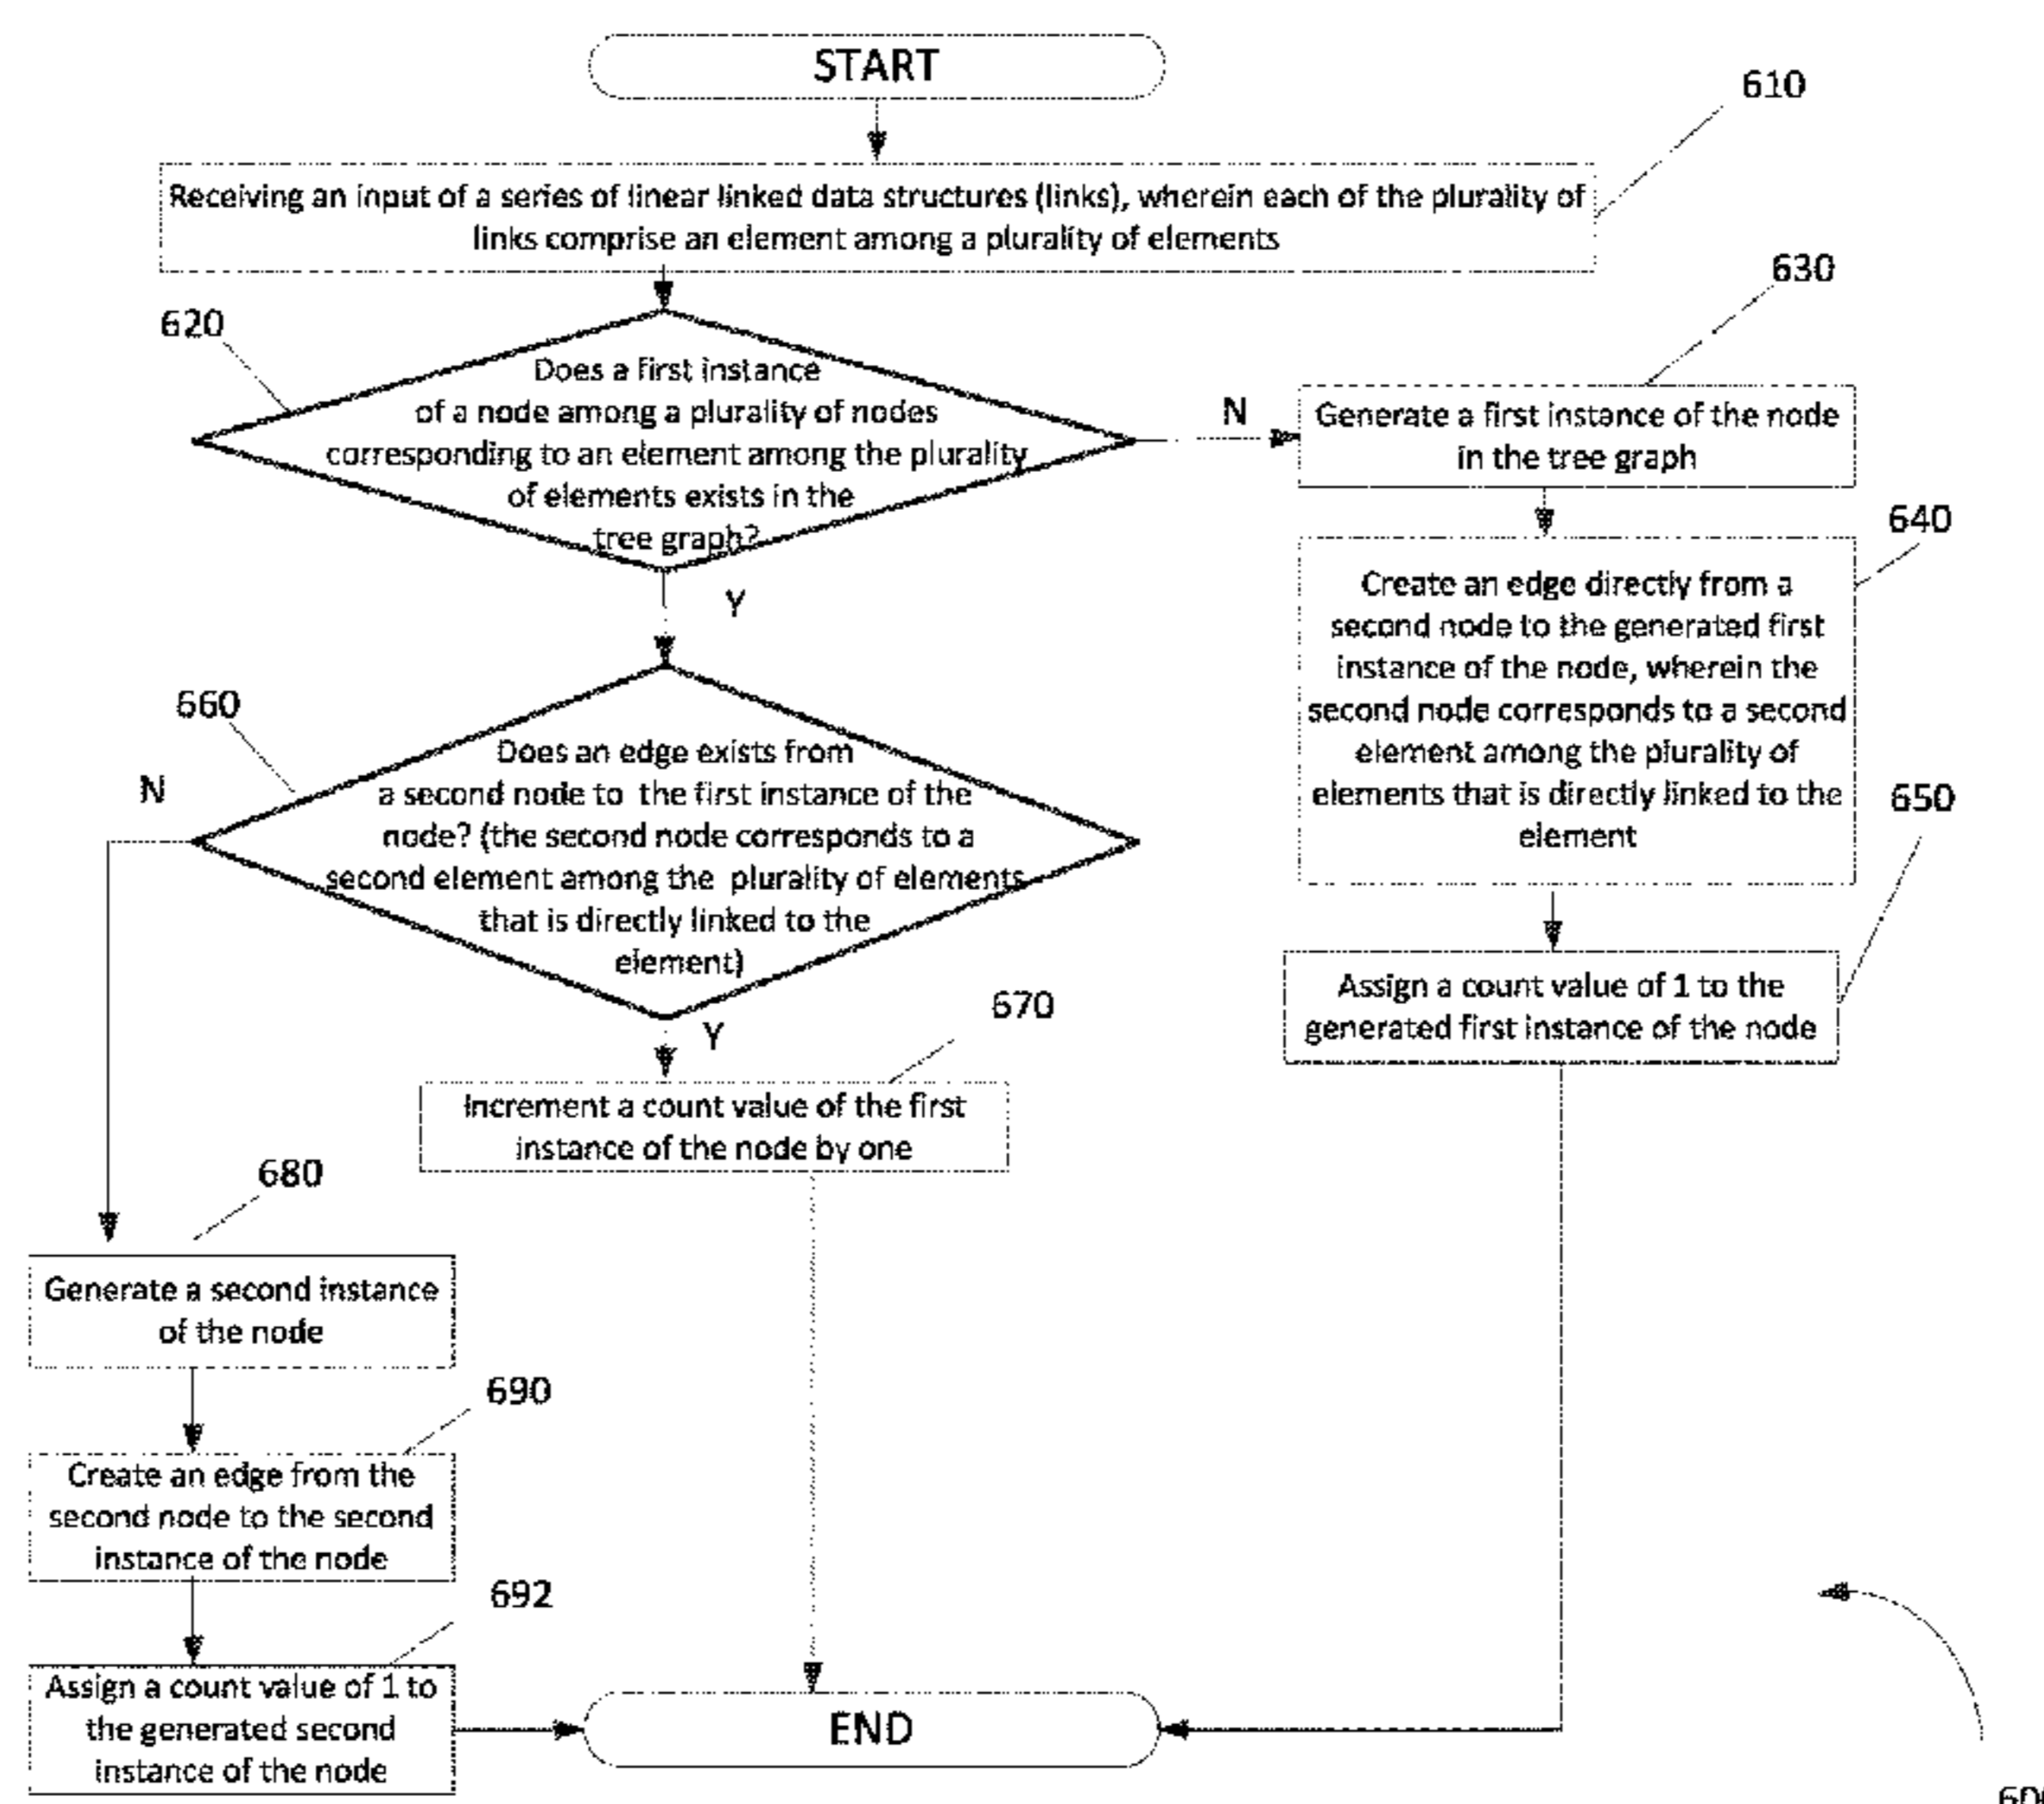 START
610
Receiving an input of a series of linear linked data structures (links), wherein each of the plurality of
links comprise an element among a plurality of elements
620
Does a first instance
of a node among a plurality of nodes
corresponding to an element among the plurality
of elements exists in the
tree graph?
N
630
Generate a first instance of the node
in the tree graph
640
Create an edge directly from a
second node to the generated first
instance of the node, wherein the
second node corresponds to a second
element among the plurality of
elements that is directly linked to the
element
650
Assign a count value of 1 to the
generated first instance of the node
Y
660
Does an edge exists from
a second node to the first instance of the
node? (the second node corresponds to a
second element among the plurality of elements
that is directly linked to the
element)
N
Y
670
Increment a count value of the first
instance of the node by one
680
Generate a second instance
of the node
690
Create an edge from the
second node to the second
instance of the node
692
Assign a count value of 1 to
the generated second
instance of the node
END